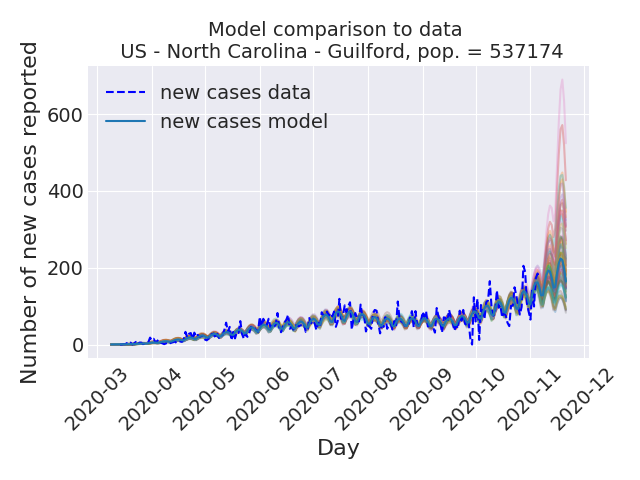 Model comparison to data
US - North Carolina - Guilford, pop. = 537174
Number of new cases reported
600
400
200
0
new cases data
new cases model
2020-03
2020-04
2020-05
2020-06
2020-07
2020-08
2020-09
2020-10
2020-11
2020-12
Day